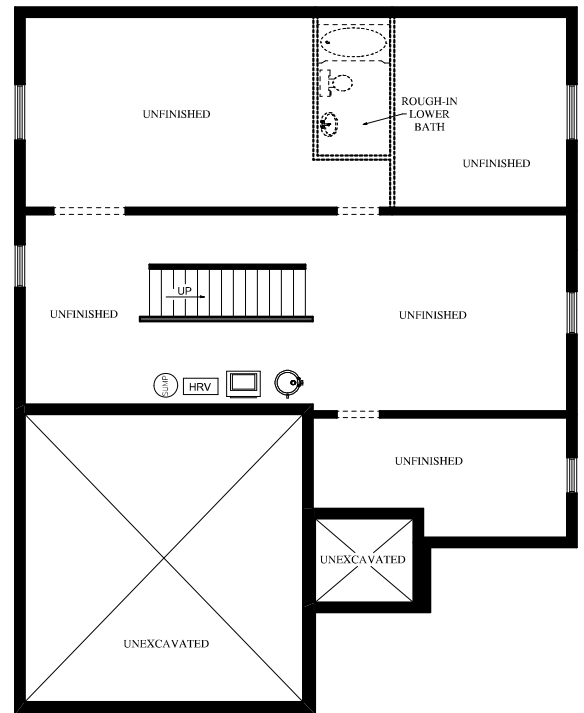 UNFINISHED
ROUGH-IN
LOWER
BATH
UNFINISHED
UP
UNFINISHED
UNFINISHED
SUMP
HRV
UNFINISHED
UNEXCAVATED
UNEXCAVATED